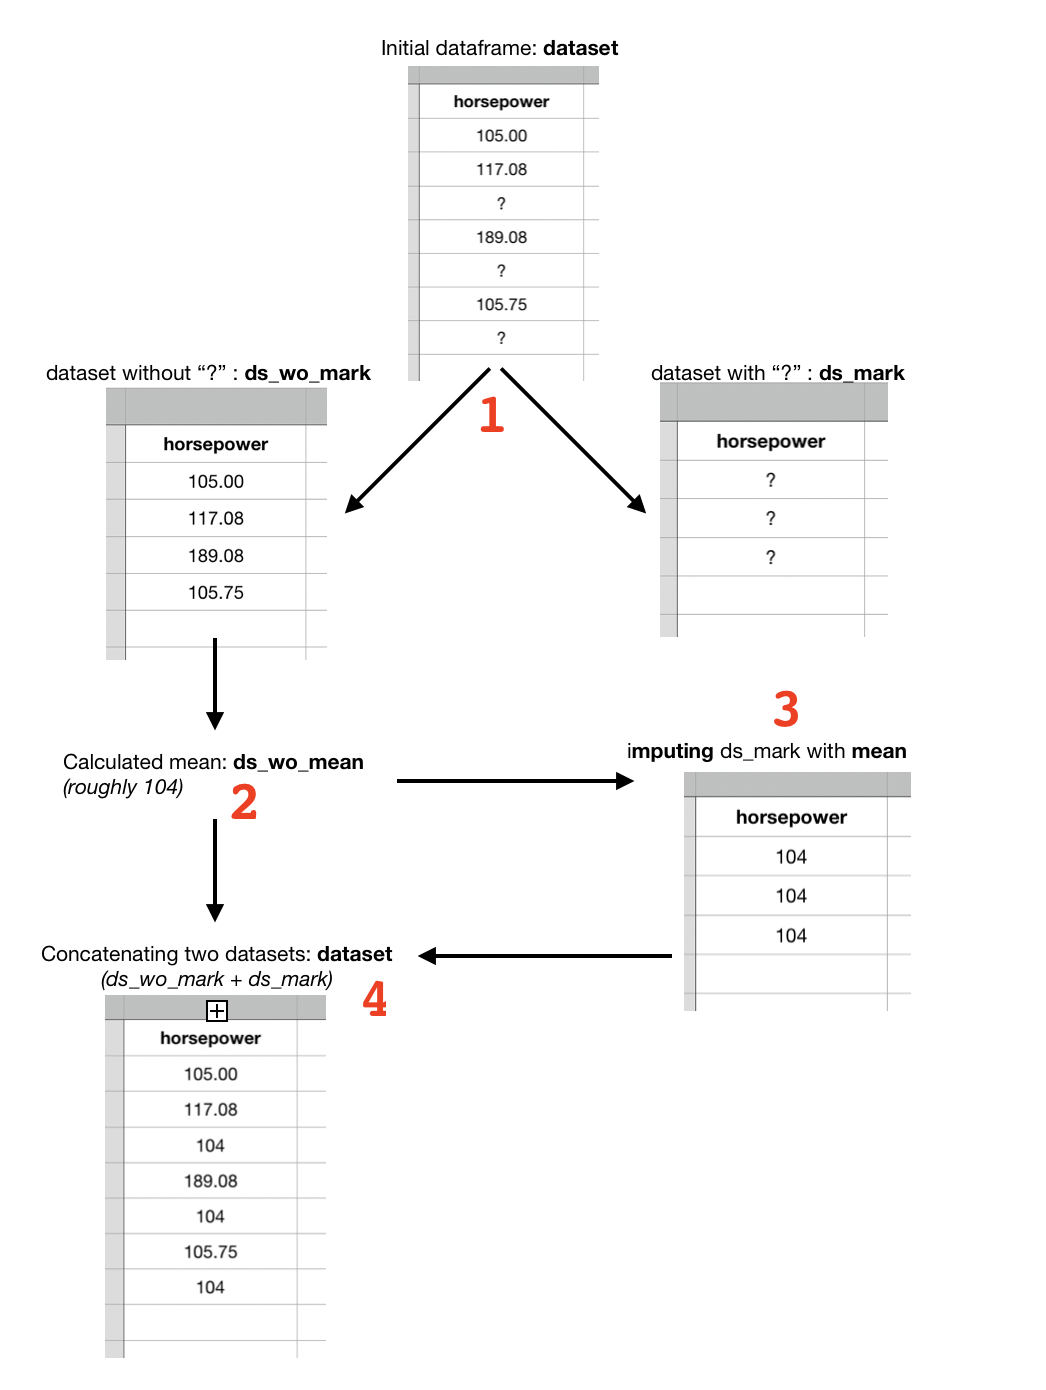 Initial dataframe: dataset
horsepower
105.00
117.08
?
189.08
?
105.75
?
1
dataset without “?” : ds_wo_mark
horsepower
105.00
117.08
189.08
105.75
dataset with “?” : ds_mark
horsepower
?
?
?
Calculated mean: ds_wo_mean
(roughly 104)
2
3
imputing ds_mark with mean
horsepower
104
104
104
Concatenating two datasets: dataset
(ds_wo_mark + ds_mark)
4
horsepower
105.00
117.08
104
189.08
104
105.75
104